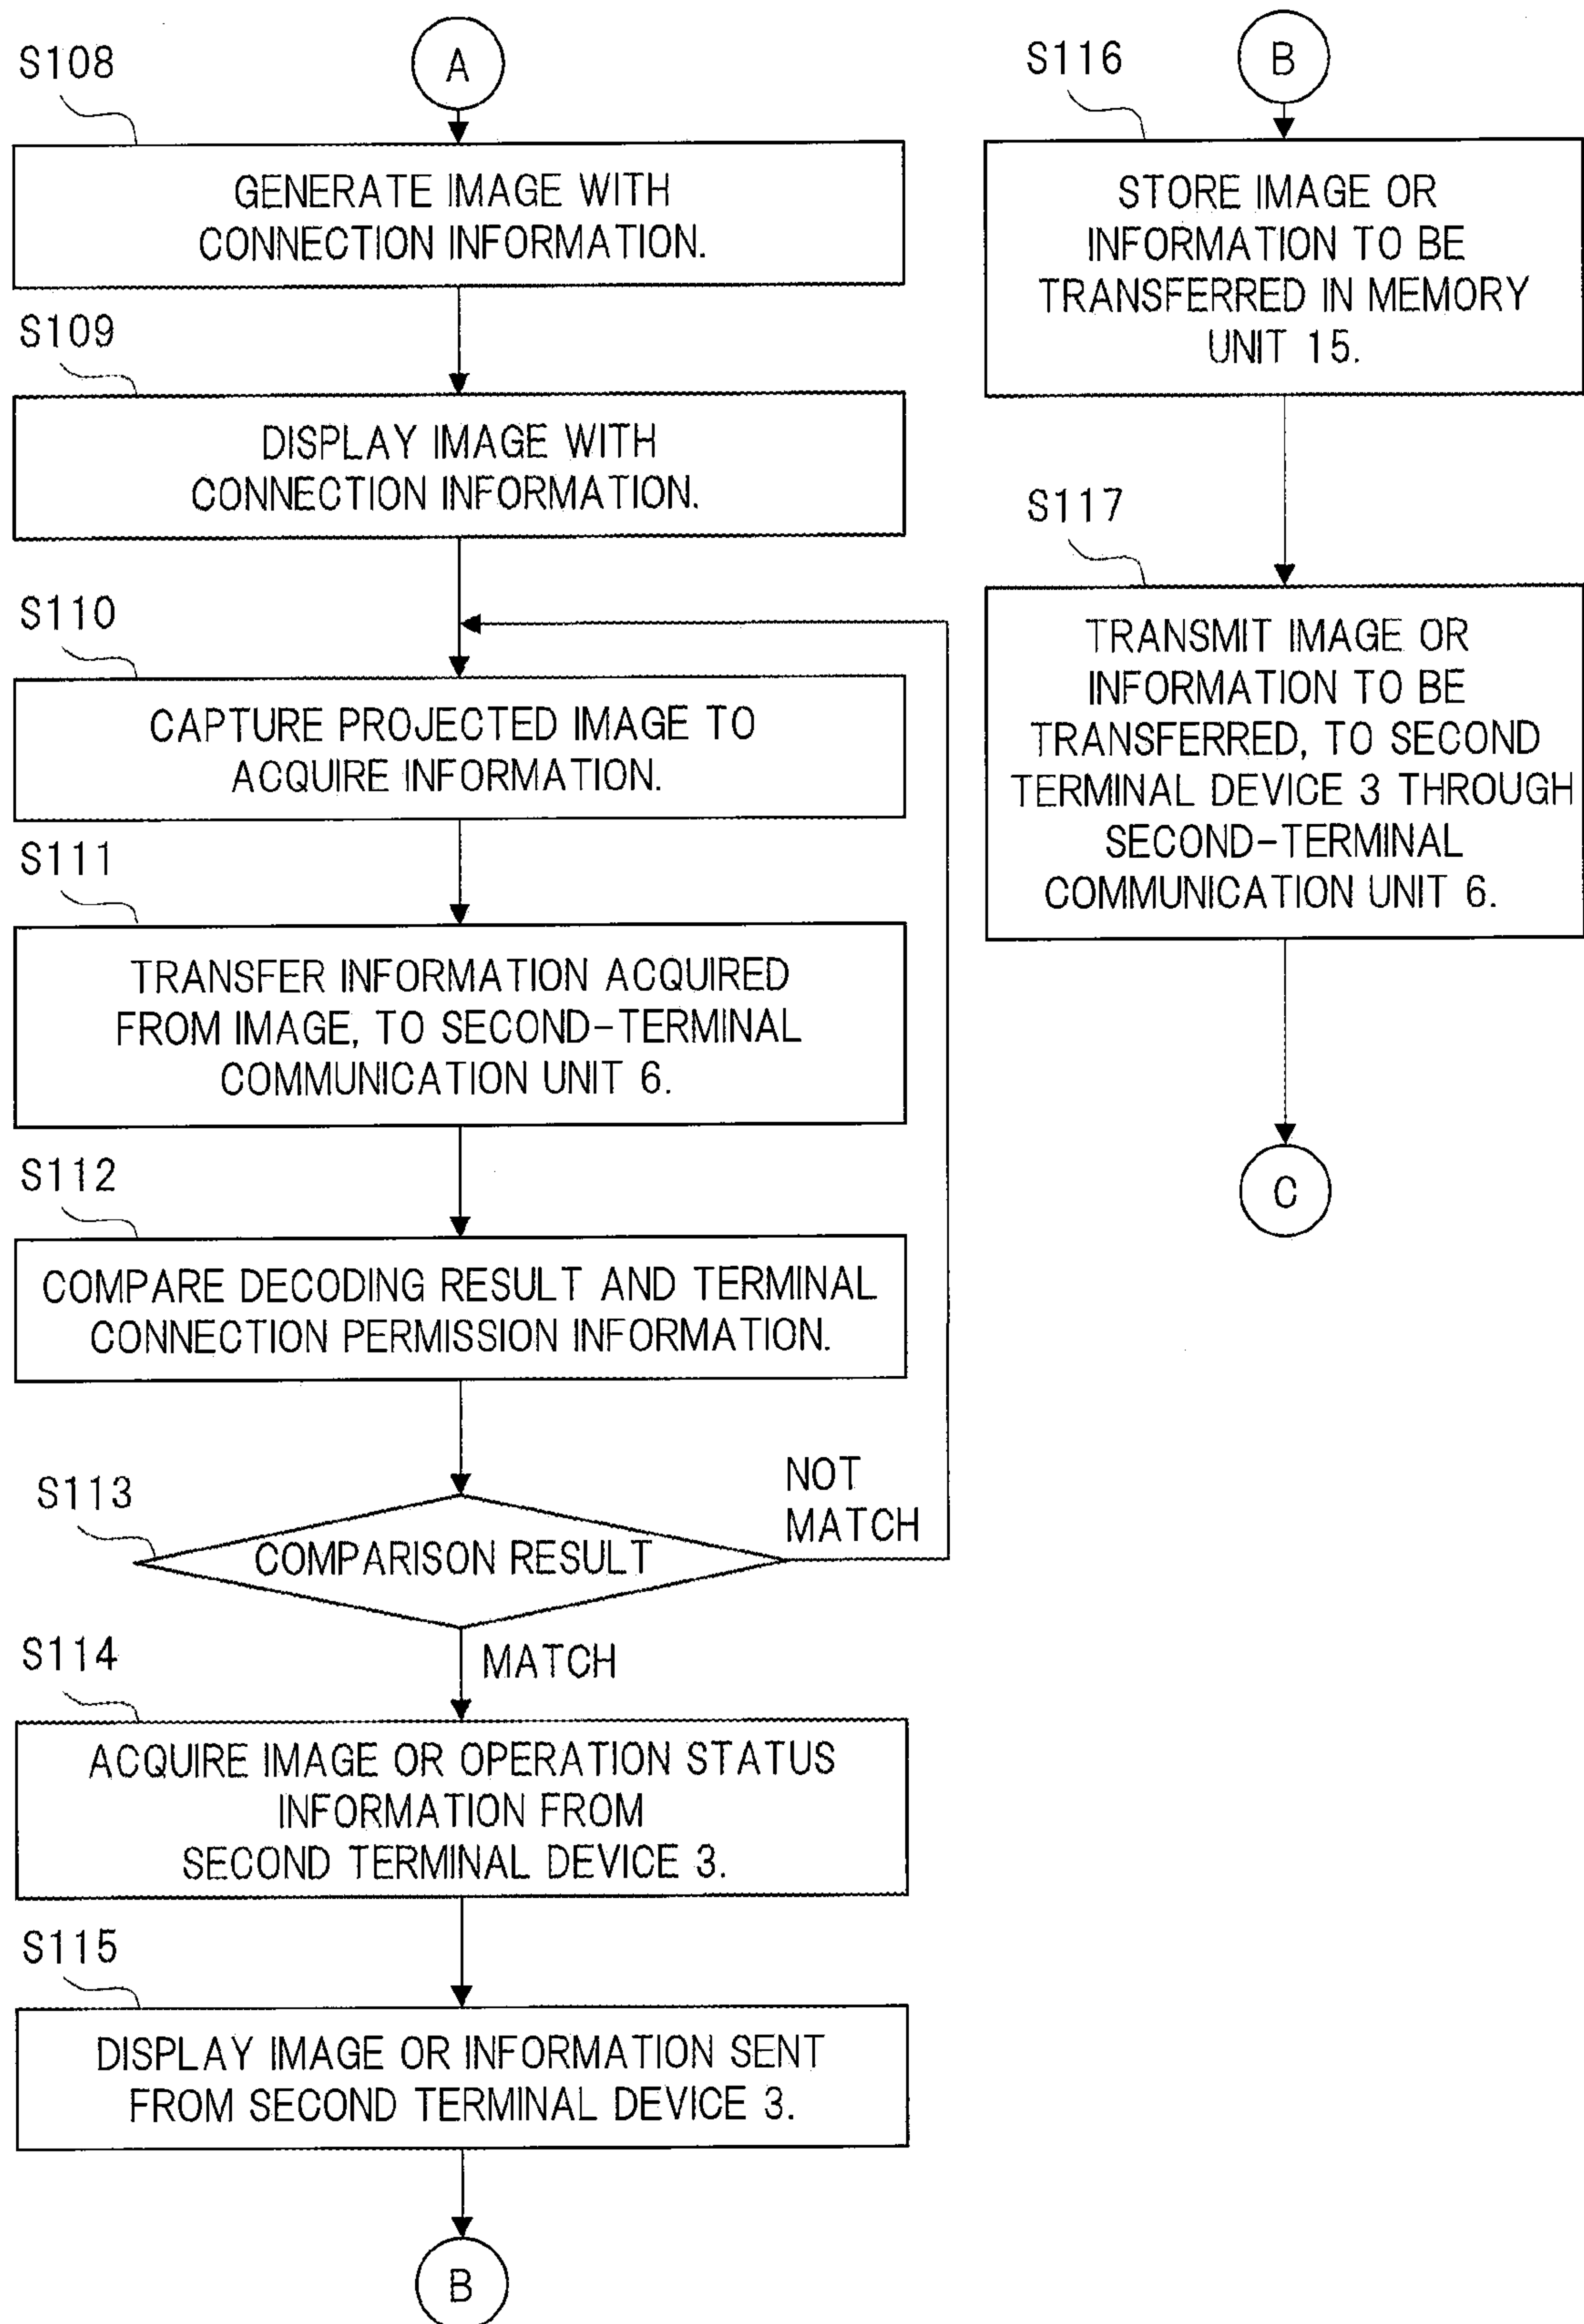 S108
A
GENERATE IMAGE WITH
CONNECTION INFORMATION.
S109
DISPLAY IMAGE WITH
CONNECTION INFORMATION.
S110
CAPTURE PROJECTED IMAGE TO
ACQUIRE INFORMATION.
S111
TRANSFER INFORMATION ACQUIRED
FROM IMAGE, TO SECOND-TERMINAL
COMMUNICATION UNIT 6.
S112
COMPARE DECODING RESULT AND TERMINAL
CONNECTION PERMISSION INFORMATION.
S113
COMPARISON RESULT
NOT
MATCH
MATCH
S114
ACQUIRE IMAGE OR OPERATION STATUS
INFORMATION FROM
SECOND TERMINAL DEVICE 3.
S115
DISPLAY IMAGE OR INFORMATION SENT
FROM SECOND TERMINAL DEVICE 3.
B
S116
B
STORE IMAGE OR
INFORMATION TO BE
TRANSFERRED IN MEMORY
UNIT 15.
S117
TRANSMIT IMAGE OR
INFORMATION TO BE
TRANSFERRED, TO SECOND
TERMINAL DEVICE 3 THROUGH
SECOND-TERMINAL
COMMUNICATION UNIT 6.
C